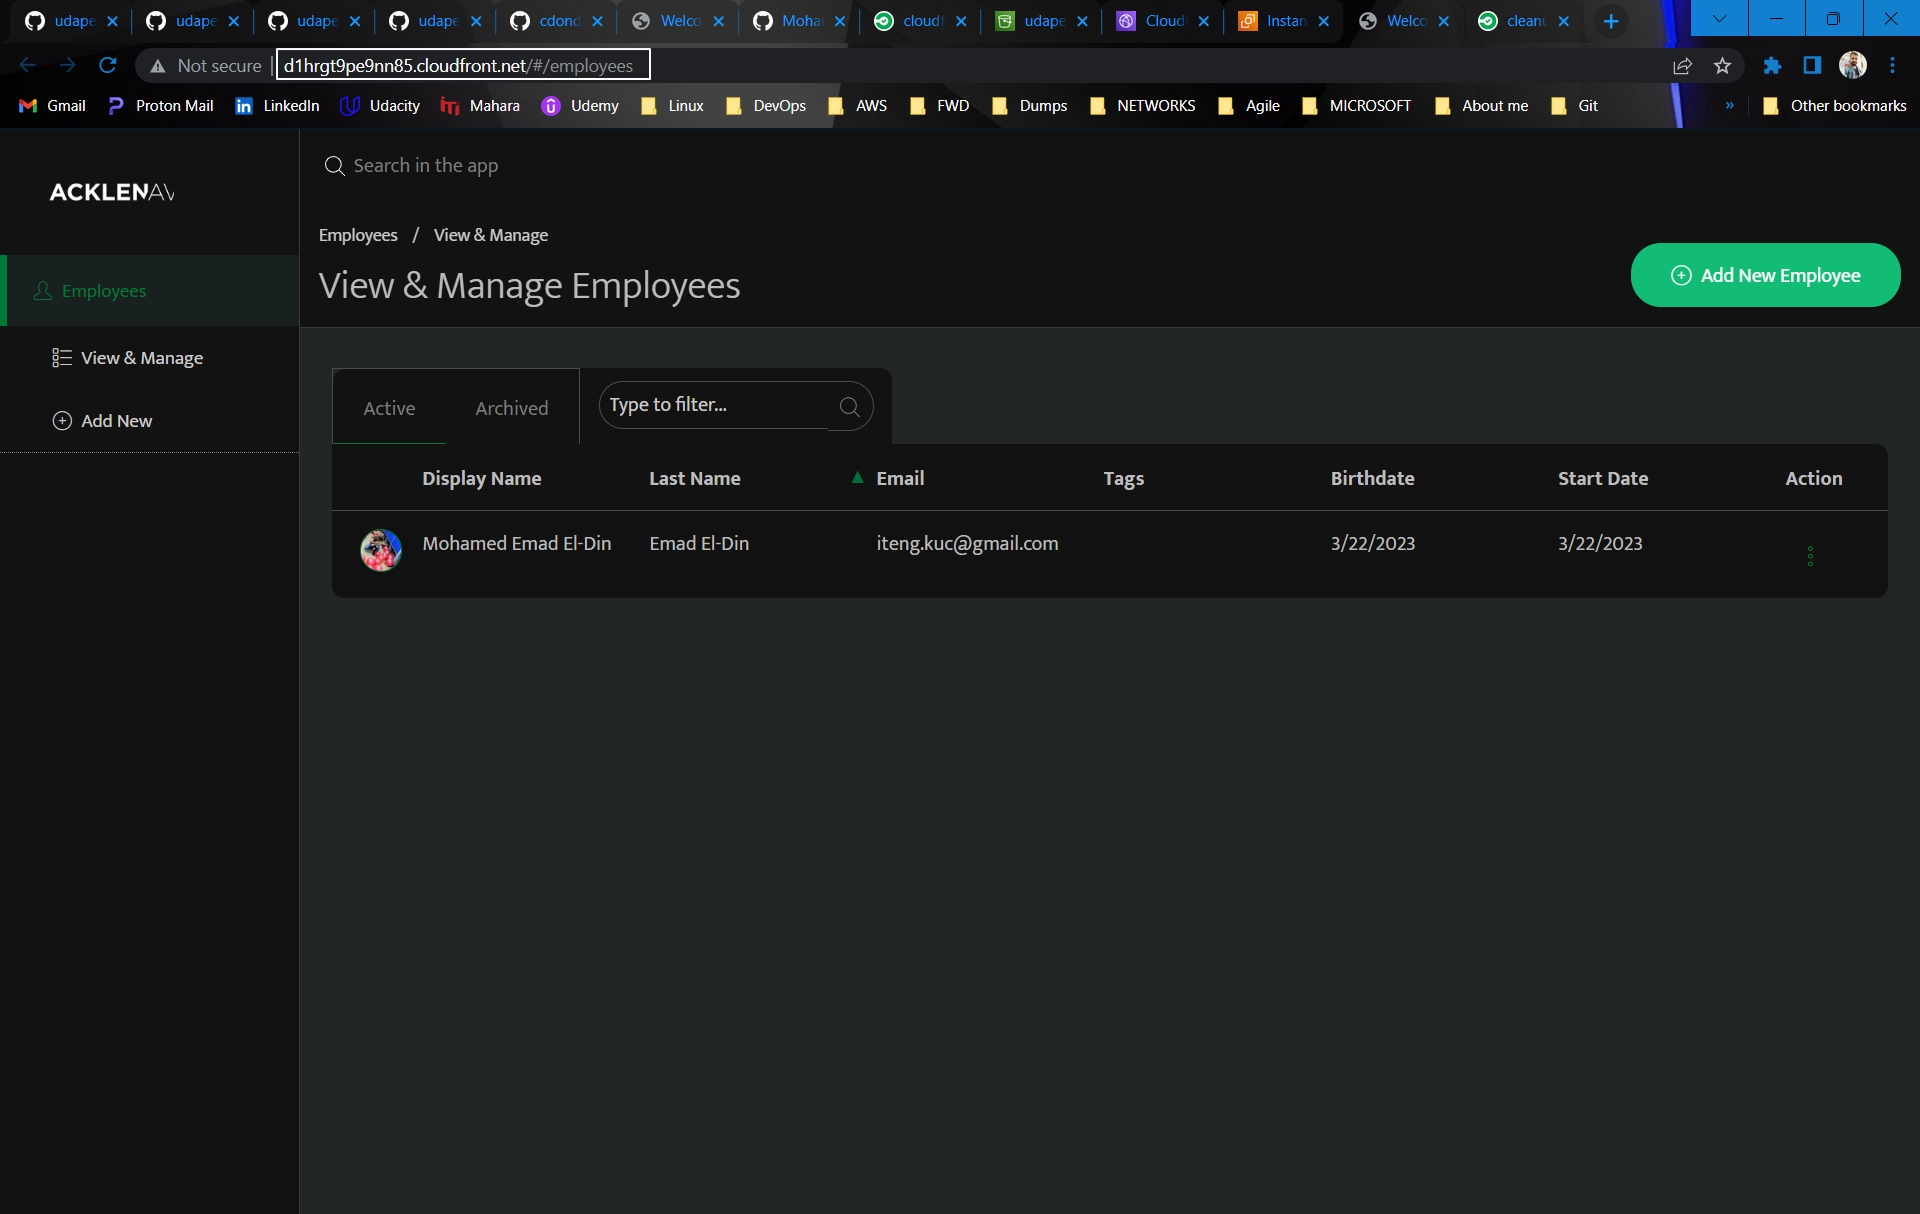 udape udape udape udape cdond Welco Mohar cloudf udape Cloudf Instan Welco cleanu
Not secure d1hrgt9pe9nn85.cloudfront.net/#/employees
Gmail Proton Mail LinkedIn Udacity Mahara Udemy Linux DevOps AWS FWD Dumps NETWORKS Agile MICROSOFT About me Git » Other bookmarks
Search in the app
ACKLENAV
Employees / View & Manage
View & Manage Employees
Add New Employee
Employees
View & Manage
Add New
Active Archived Type to filter...
Display Name Last Name Email Tags Birthdate Start Date Action
Mohamed Emad El-Din Emad El-Din iteng.kuc@gmail.com 3/22/2023 3/22/2023